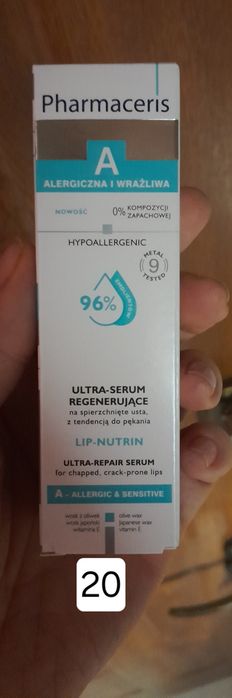 Pharmaceris
A
ALERGICZNA I WRAŻLIWA
NOWOŚĆ
0% KOMPOZYCJI
ZAPACHOWEJ
HYPOALLERGENIC
METAL
9
TESTED
96%
EMOLIENTÓW
ULTRA-SERUM
REGENERUJĄCE
na spierzchnięte usta,
z tendencją do pękania
LIP-NUTRIN
ULTRA-REPAIR SERUM
for chapped, crack-prone lips
A - ALLERGIC & SENSITIVE
wosk z oliwek
wosk japoński
witamina E
olive wax
Japanese wax
vitamin E
20